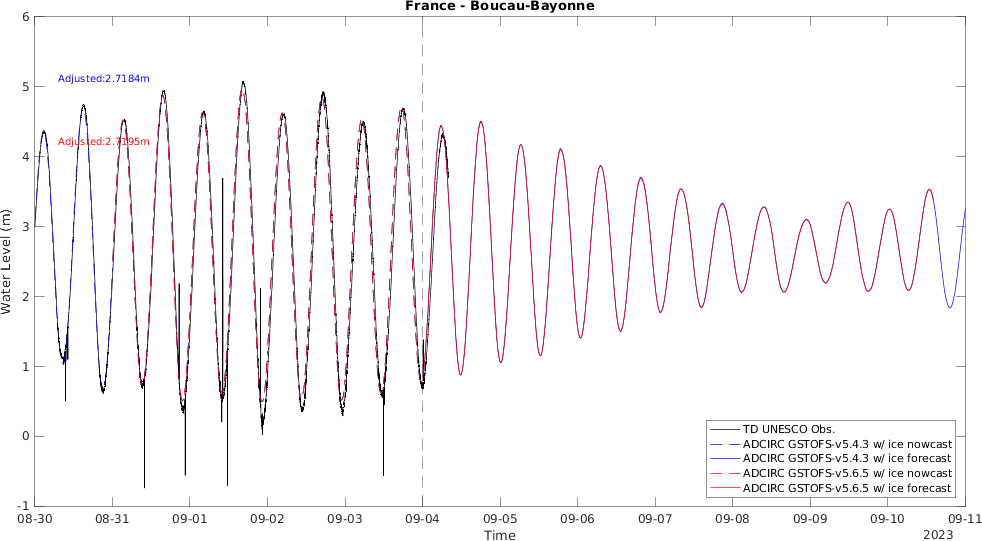 France - Boucau-Bayonne
6
5
4
3
2
1
0
-1
Water Level (m)
Adjusted:2.7184m
Adjusted:2.7195m
TD UNESCO Obs.
ADCIRC GSTOFS-v5.4.3 w/ ice nowcast
ADCIRC GSTOFS-v5.4.3 w/ ice forecast
ADCIRC GSTOFS-v5.6.5 w/ ice nowcast
ADCIRC GSTOFS-v5.6.5 w/ ice forecast
08-30 08-31 09-01 09-02 09-03 09-04 09-05 09-06 09-07 09-08 09-09 09-10 09-11
Time
2023